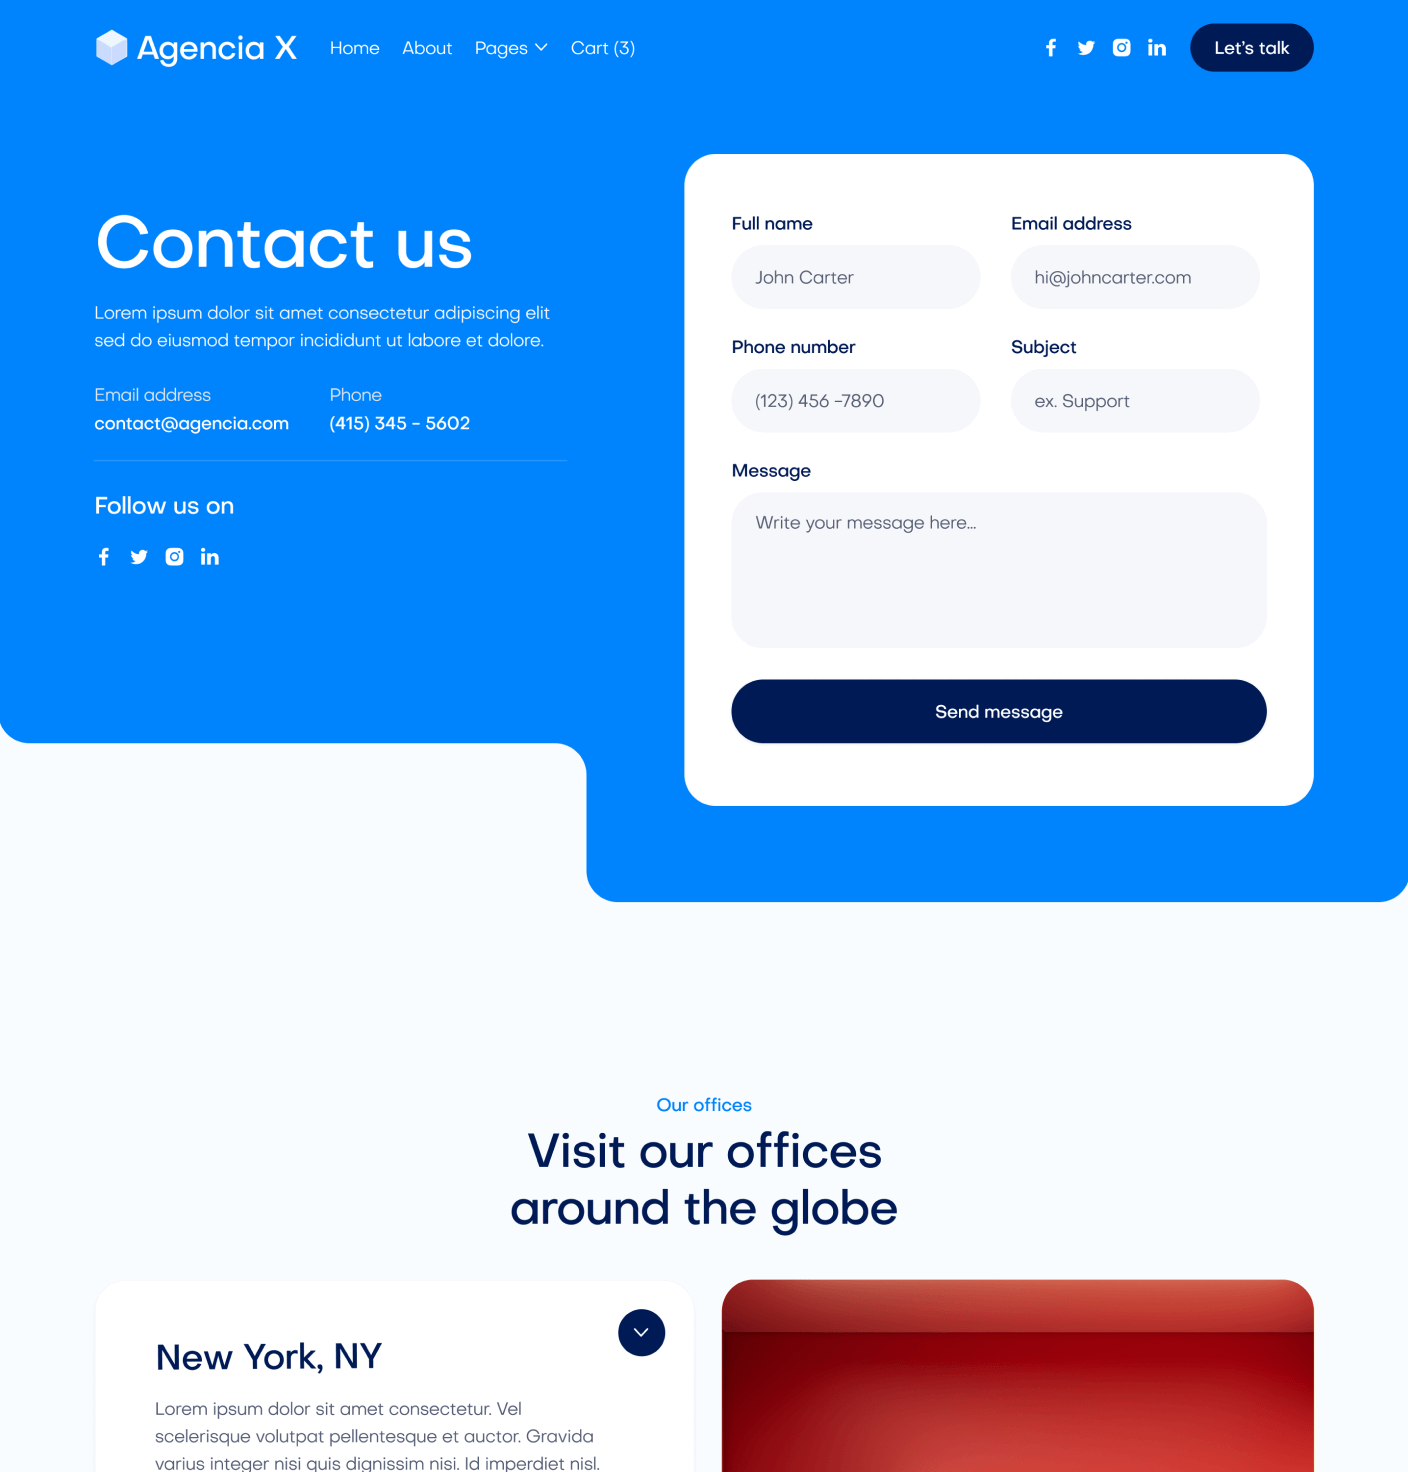 Agencia X
Home About Pages Cart (3)
Let's talk
Contact us
Lorem ipsum dolor sit amet consectetur adipiscing elit
sed do eiusmod tempor incididunt ut labore et dolore.
Email address
contact@agencia.com
Phone
(415) 345 - 5602
Follow us on
Full name
John Carter
Email address
hi@johncarter.com
Phone number
(123) 456 -7890
Subject
ex. Support
Message
Write your message here...
Send message
Our offices
Visit our offices
around the globe
New York, NY
Lorem ipsum dolor sit amet consectetur. Vel
scelerisque volutpat pellentesque et auctor. Gravida
varius integer nisi quis dignissim nisi. Id imperdiet nisl.